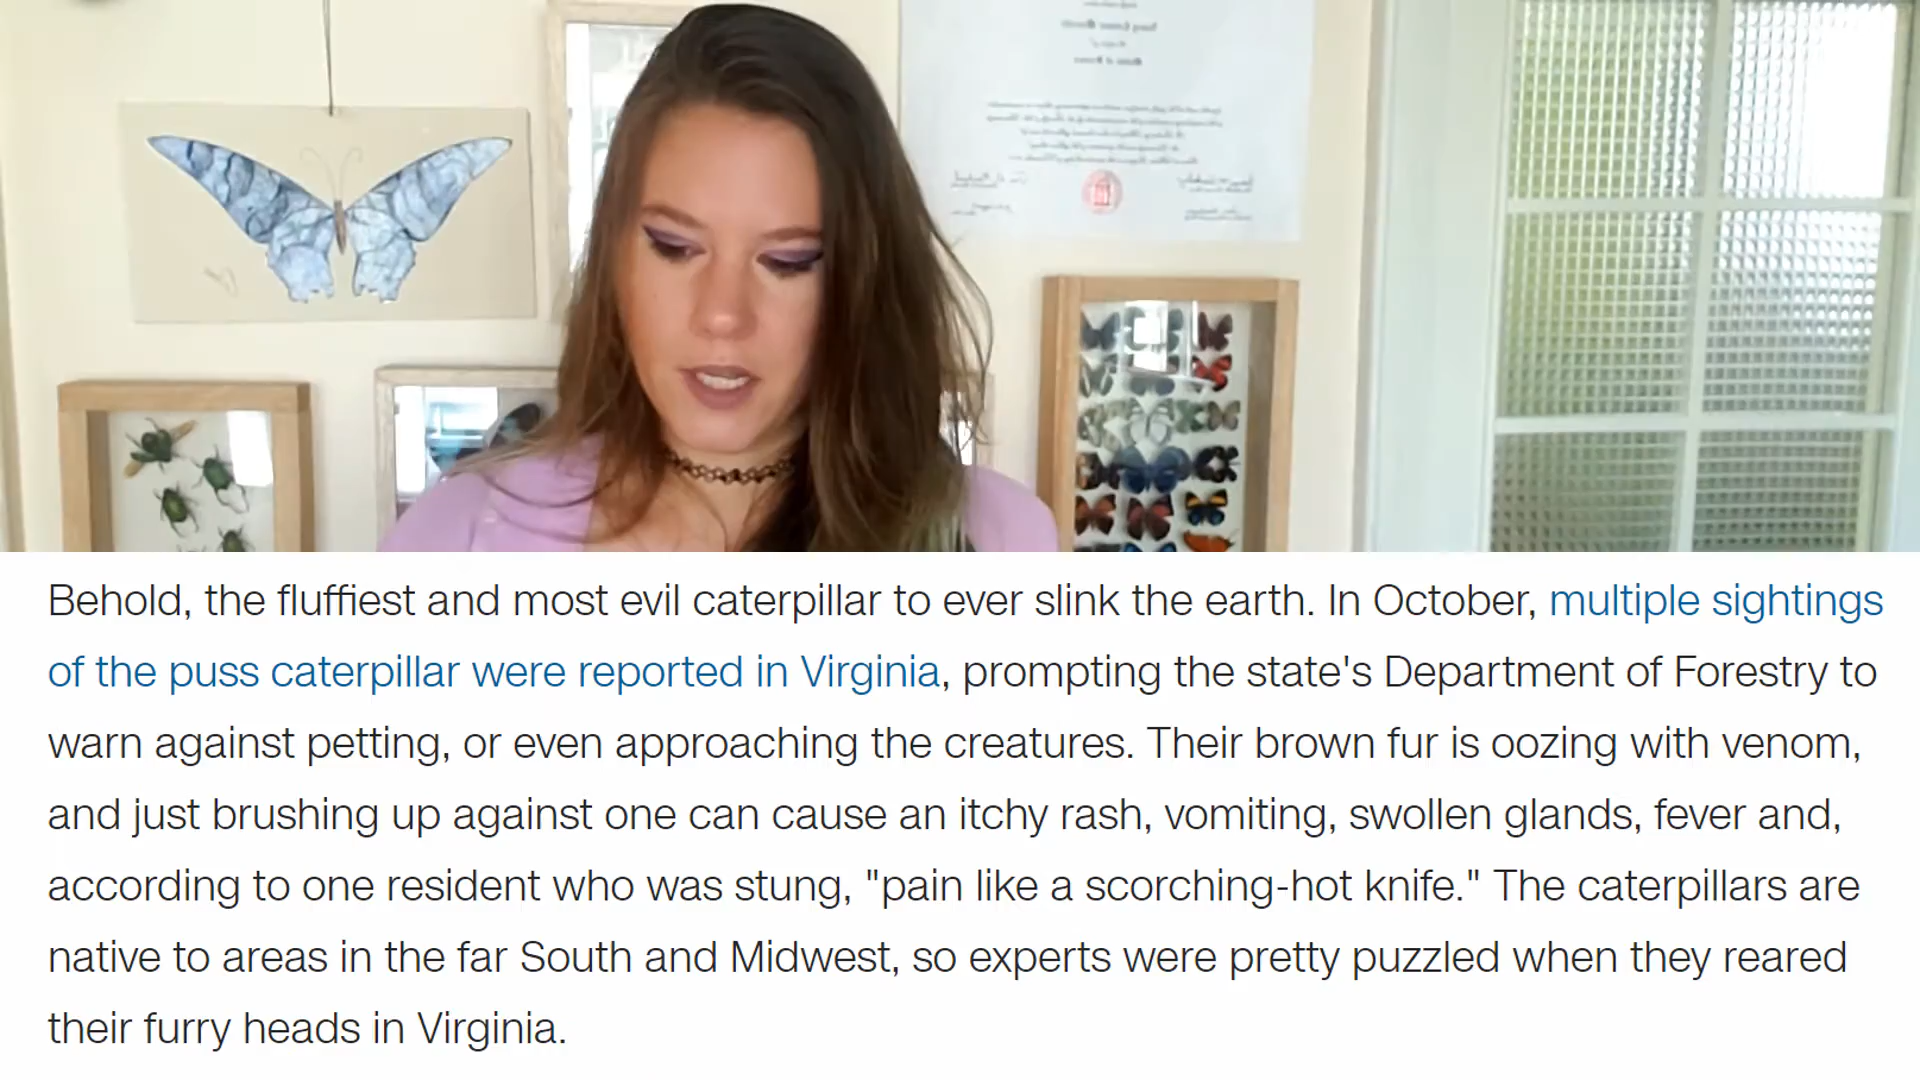 Behold, the fluffiest and most evil caterpillar to ever slink the earth. In October, multiple sightings
of the puss caterpillar were reported in Virginia, prompting the state's Department of Forestry to
warn against petting, or even approaching the creatures. Their brown fur is oozing with venom,
and just brushing up against one can cause an itchy rash, vomiting, swollen glands, fever and,
according to one resident who was stung, "pain like a scorching-hot knife." The caterpillars are
native to areas in the far South and Midwest, so experts were pretty puzzled when they reared
their furry heads in Virginia.